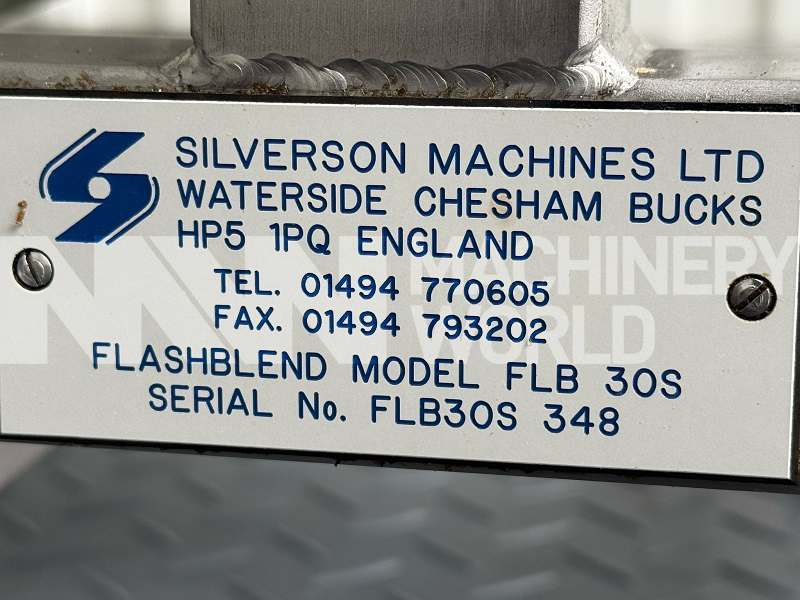 SILVERSON MACHINES LTD
WATERSIDE CHESHAM BUCKS
HP5 1PQ ENGLAND
TEL. 01494 770605
FAX. 01494 793202
FLASHBLEND MODEL FLB 30S
SERIAL No. FLB30S 348
MW MACHINERY
WORLD